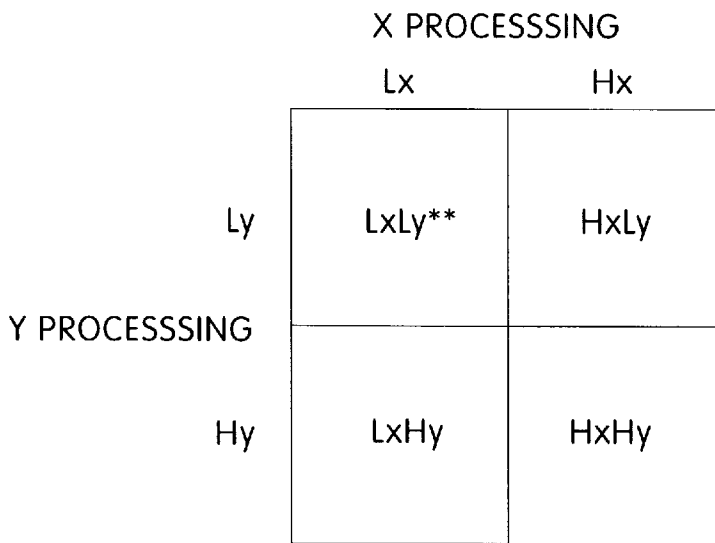 X PROCESSSING
Lx Hx
Ly LxLy** HxLy
Y PROCESSSING
Hy LxHy HxHy